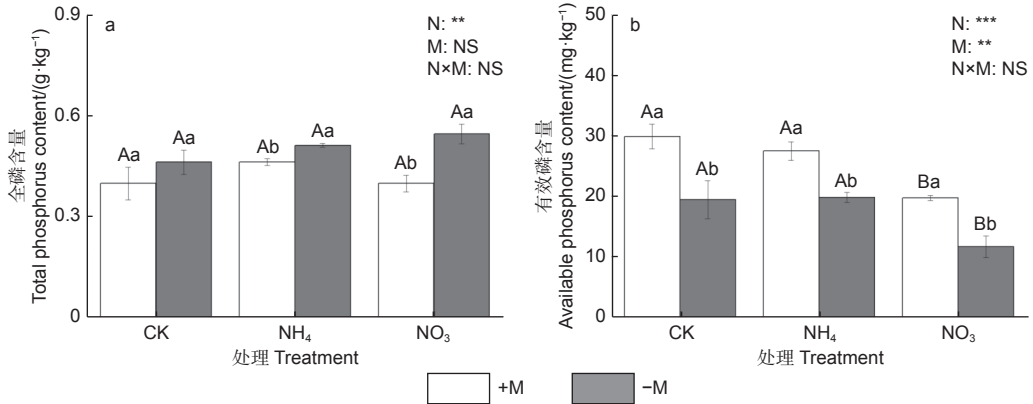 a
N: **
M: NS
N×M: NS
全磷含量
Total phosphorus content/(g·kg⁻¹)
0.9
0.6
0.3
0
Aa
Aa
Ab
Aa
Ab
Aa
CK
NH₄
NO₃
处理 Treatment
b
N: ***
M: **
N×M: NS
有效磷含量
Available phosphorus content/(mg·kg⁻¹)
50
40
30
20
10
0
Aa
Ab
Aa
Ab
Ba
Bb
CK
NH₄
NO₃
处理 Treatment
+M
−M